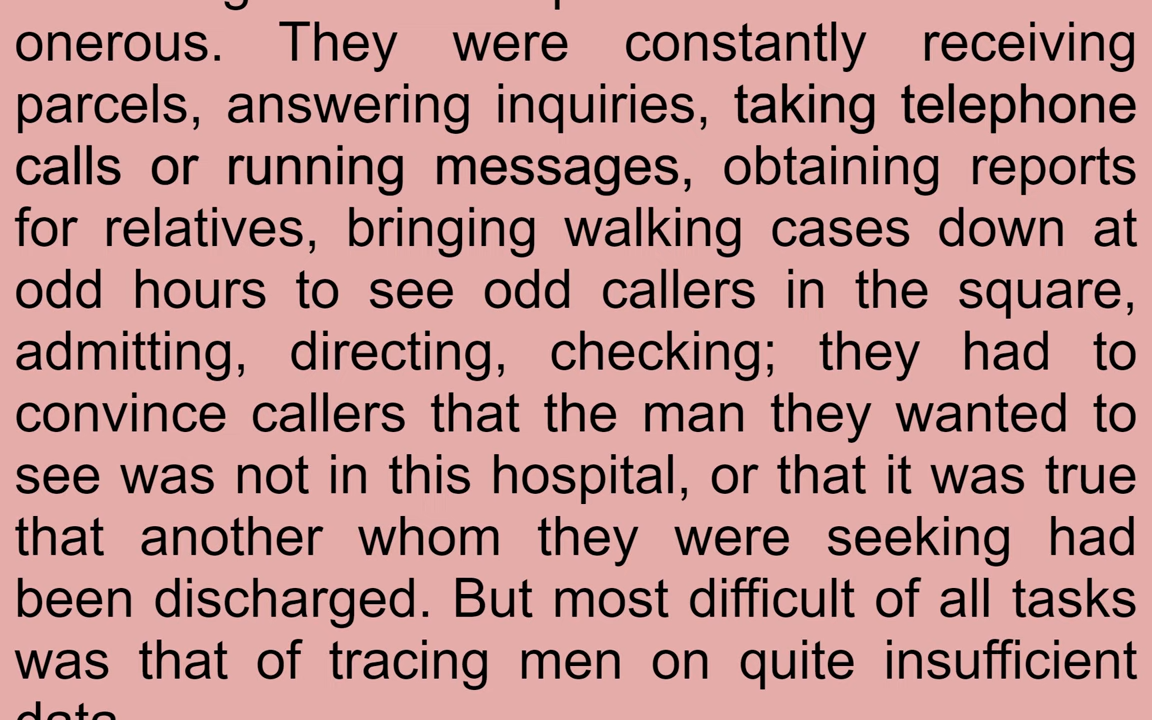 onerous. They were constantly receiving
parcels, answering inquiries, taking telephone
calls or running messages, obtaining reports
for relatives, bringing walking cases down at
odd hours to see odd callers in the square,
admitting, directing, checking; they had to
convince callers that the man they wanted to
see was not in this hospital, or that it was true
that another whom they were seeking had
been discharged. But most difficult of all tasks
was that of tracing men on quite insufficient
data.